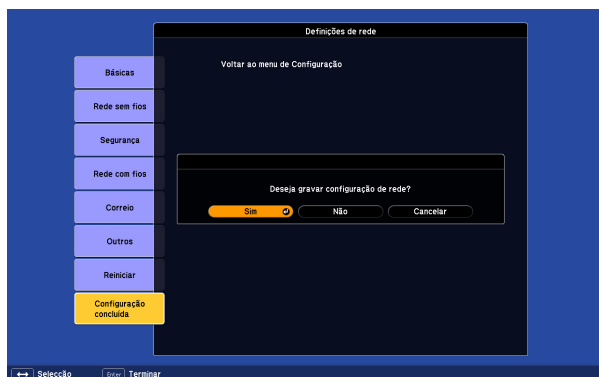 Definições de rede
Voltar ao menu de Configuração
Básicas
Rede sem fios
Segurança
Rede com fios
Correio
Outros
Reiniciar
Configuração
concluída
Deseja gravar configuração de rede?
Sim Não Cancelar
Selecção Enter Terminar